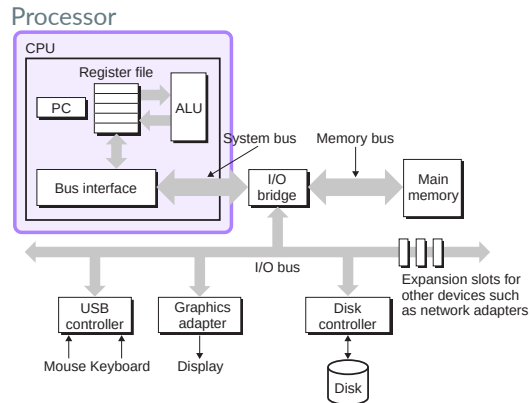 Processor
CPU
Register file
PC
ALU
System bus
Memory bus
Bus interface
I/O
bridge
Main
memory
I/O bus
Expansion slots for
other devices such
as network adapters
USB
controller
Graphics
adapter
Disk
controller
Mouse Keyboard
Display
Disk